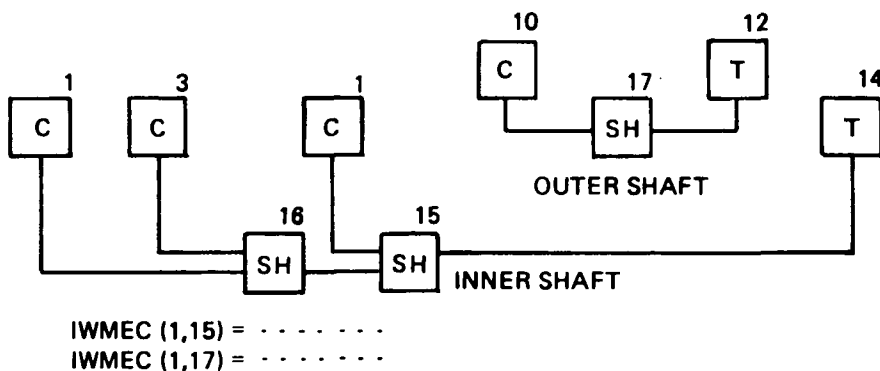 10 12
C 17 T
1 3 1 14
C C C SH T
OUTER SHAFT
16 15
SH SH INNER SHAFT
IWMEC (1,15) = . . . . . . . .
IWMEC (1,17) = . . . . . . . .